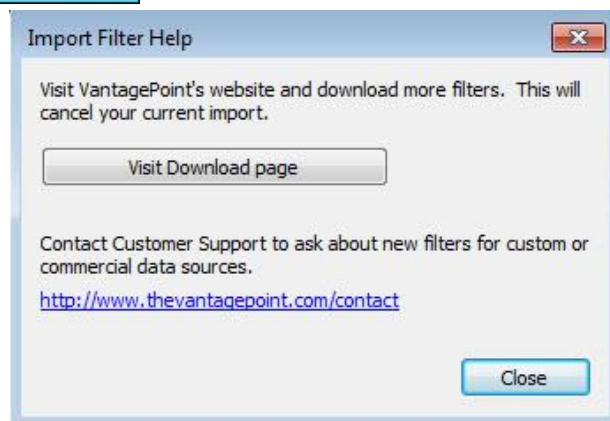 Import Filter Help
Visit VantagePoint's website and download more filters. This will
cancel your current import.
Visit Download page
Contact Customer Support to ask about new filters for custom or
commercial data sources.
http://www.thevantagepoint.com/contact
Close